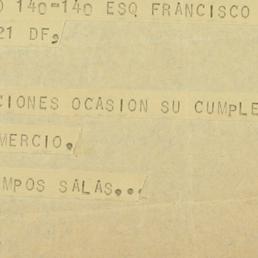 O 140-140 ESQ FRANCISCO
21 DF,
CIONES OCASION SU CUMPLE
MERCIO.
MPOS SALAS...